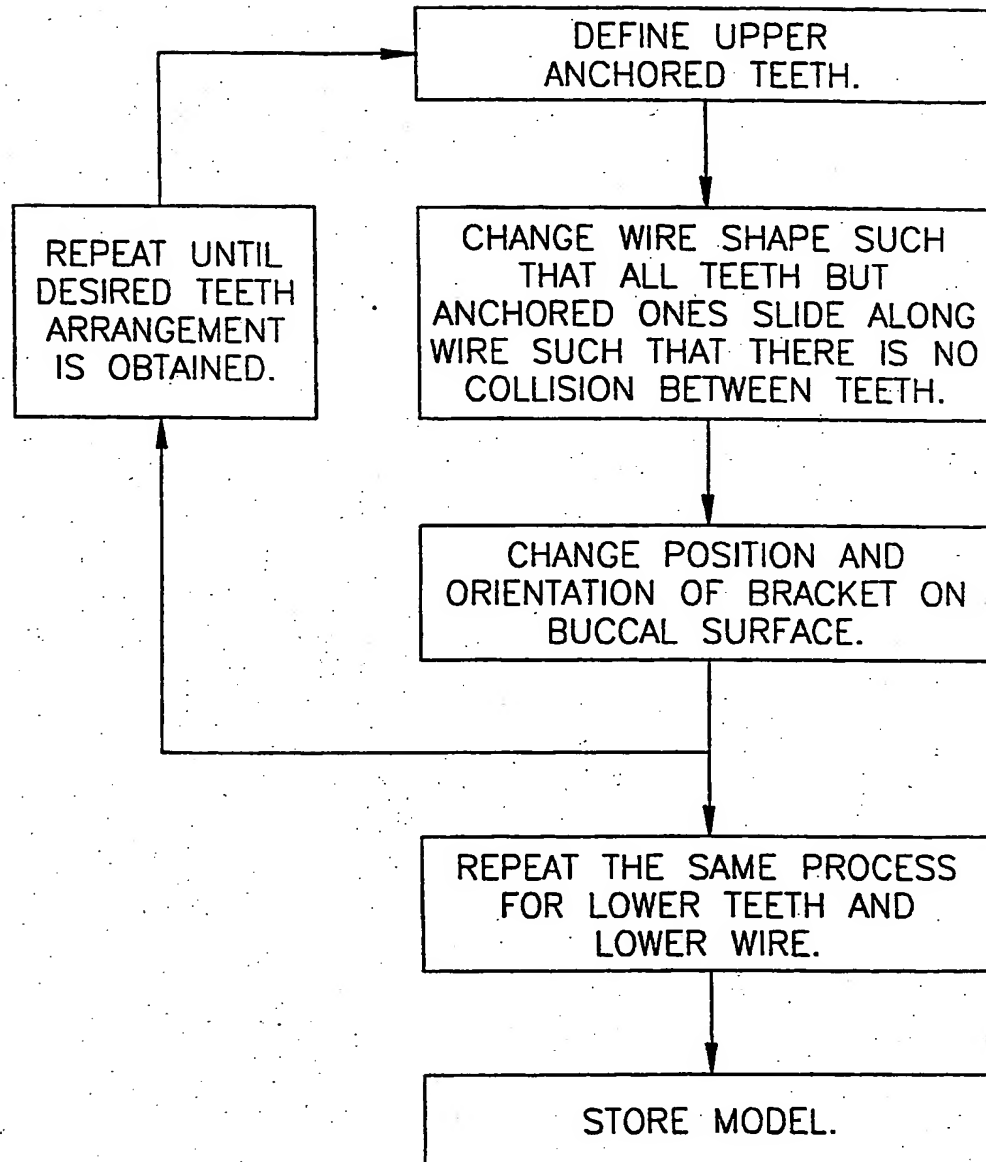 DEFINE UPPER
ANCHORED TEETH.
REPEAT UNTIL
DESIRED TEETH
ARRANGEMENT
IS OBTAINED.
CHANGE WIRE SHAPE SUCH
THAT ALL TEETH BUT
ANCHORED ONES SLIDE ALONG
WIRE SUCH THAT THERE IS NO
COLLISION BETWEEN TEETH.
CHANGE POSITION AND
ORIENTATION OF BRACKET ON
BUCCAL SURFACE.
REPEAT THE SAME PROCESS
FOR LOWER TEETH AND
LOWER WIRE.
STORE MODEL.